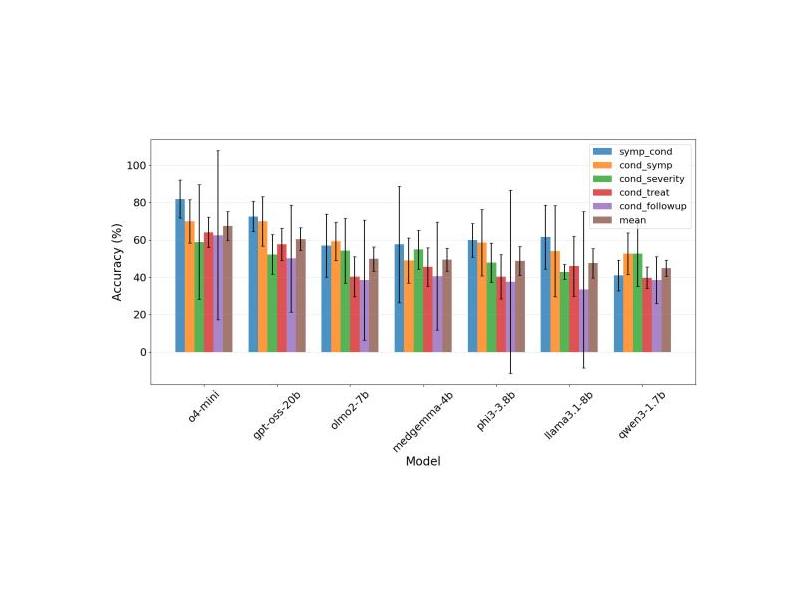 100
80
60
40
20
0
Accuracy (%)
symp_cond
cond_symp
cond_severity
cond_treat
cond_followup
mean
o4-mini
gpt-oss-20b
olmo2-7b
medgemma-4b
phi3-3.8b
llama3.1-8b
qwen3-1.7b
Model